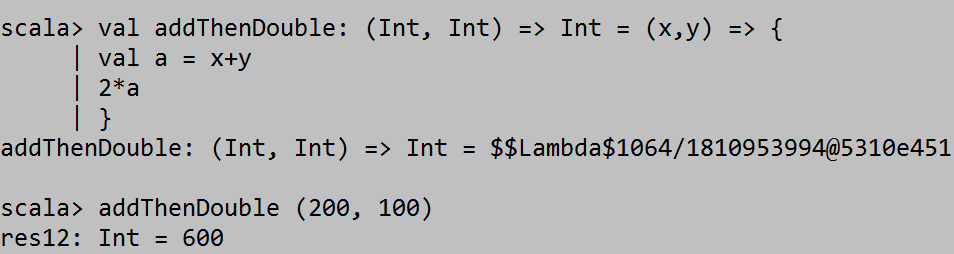 scala> val addThenDouble: (Int, Int) => Int = (x,y) => {
     | val a = x+y
     | 2*a
     | }
addThenDouble: (Int, Int) => Int = $$Lambda$1064/1810953994@5310e451
scala> addThenDouble (200, 100)
res12: Int = 600